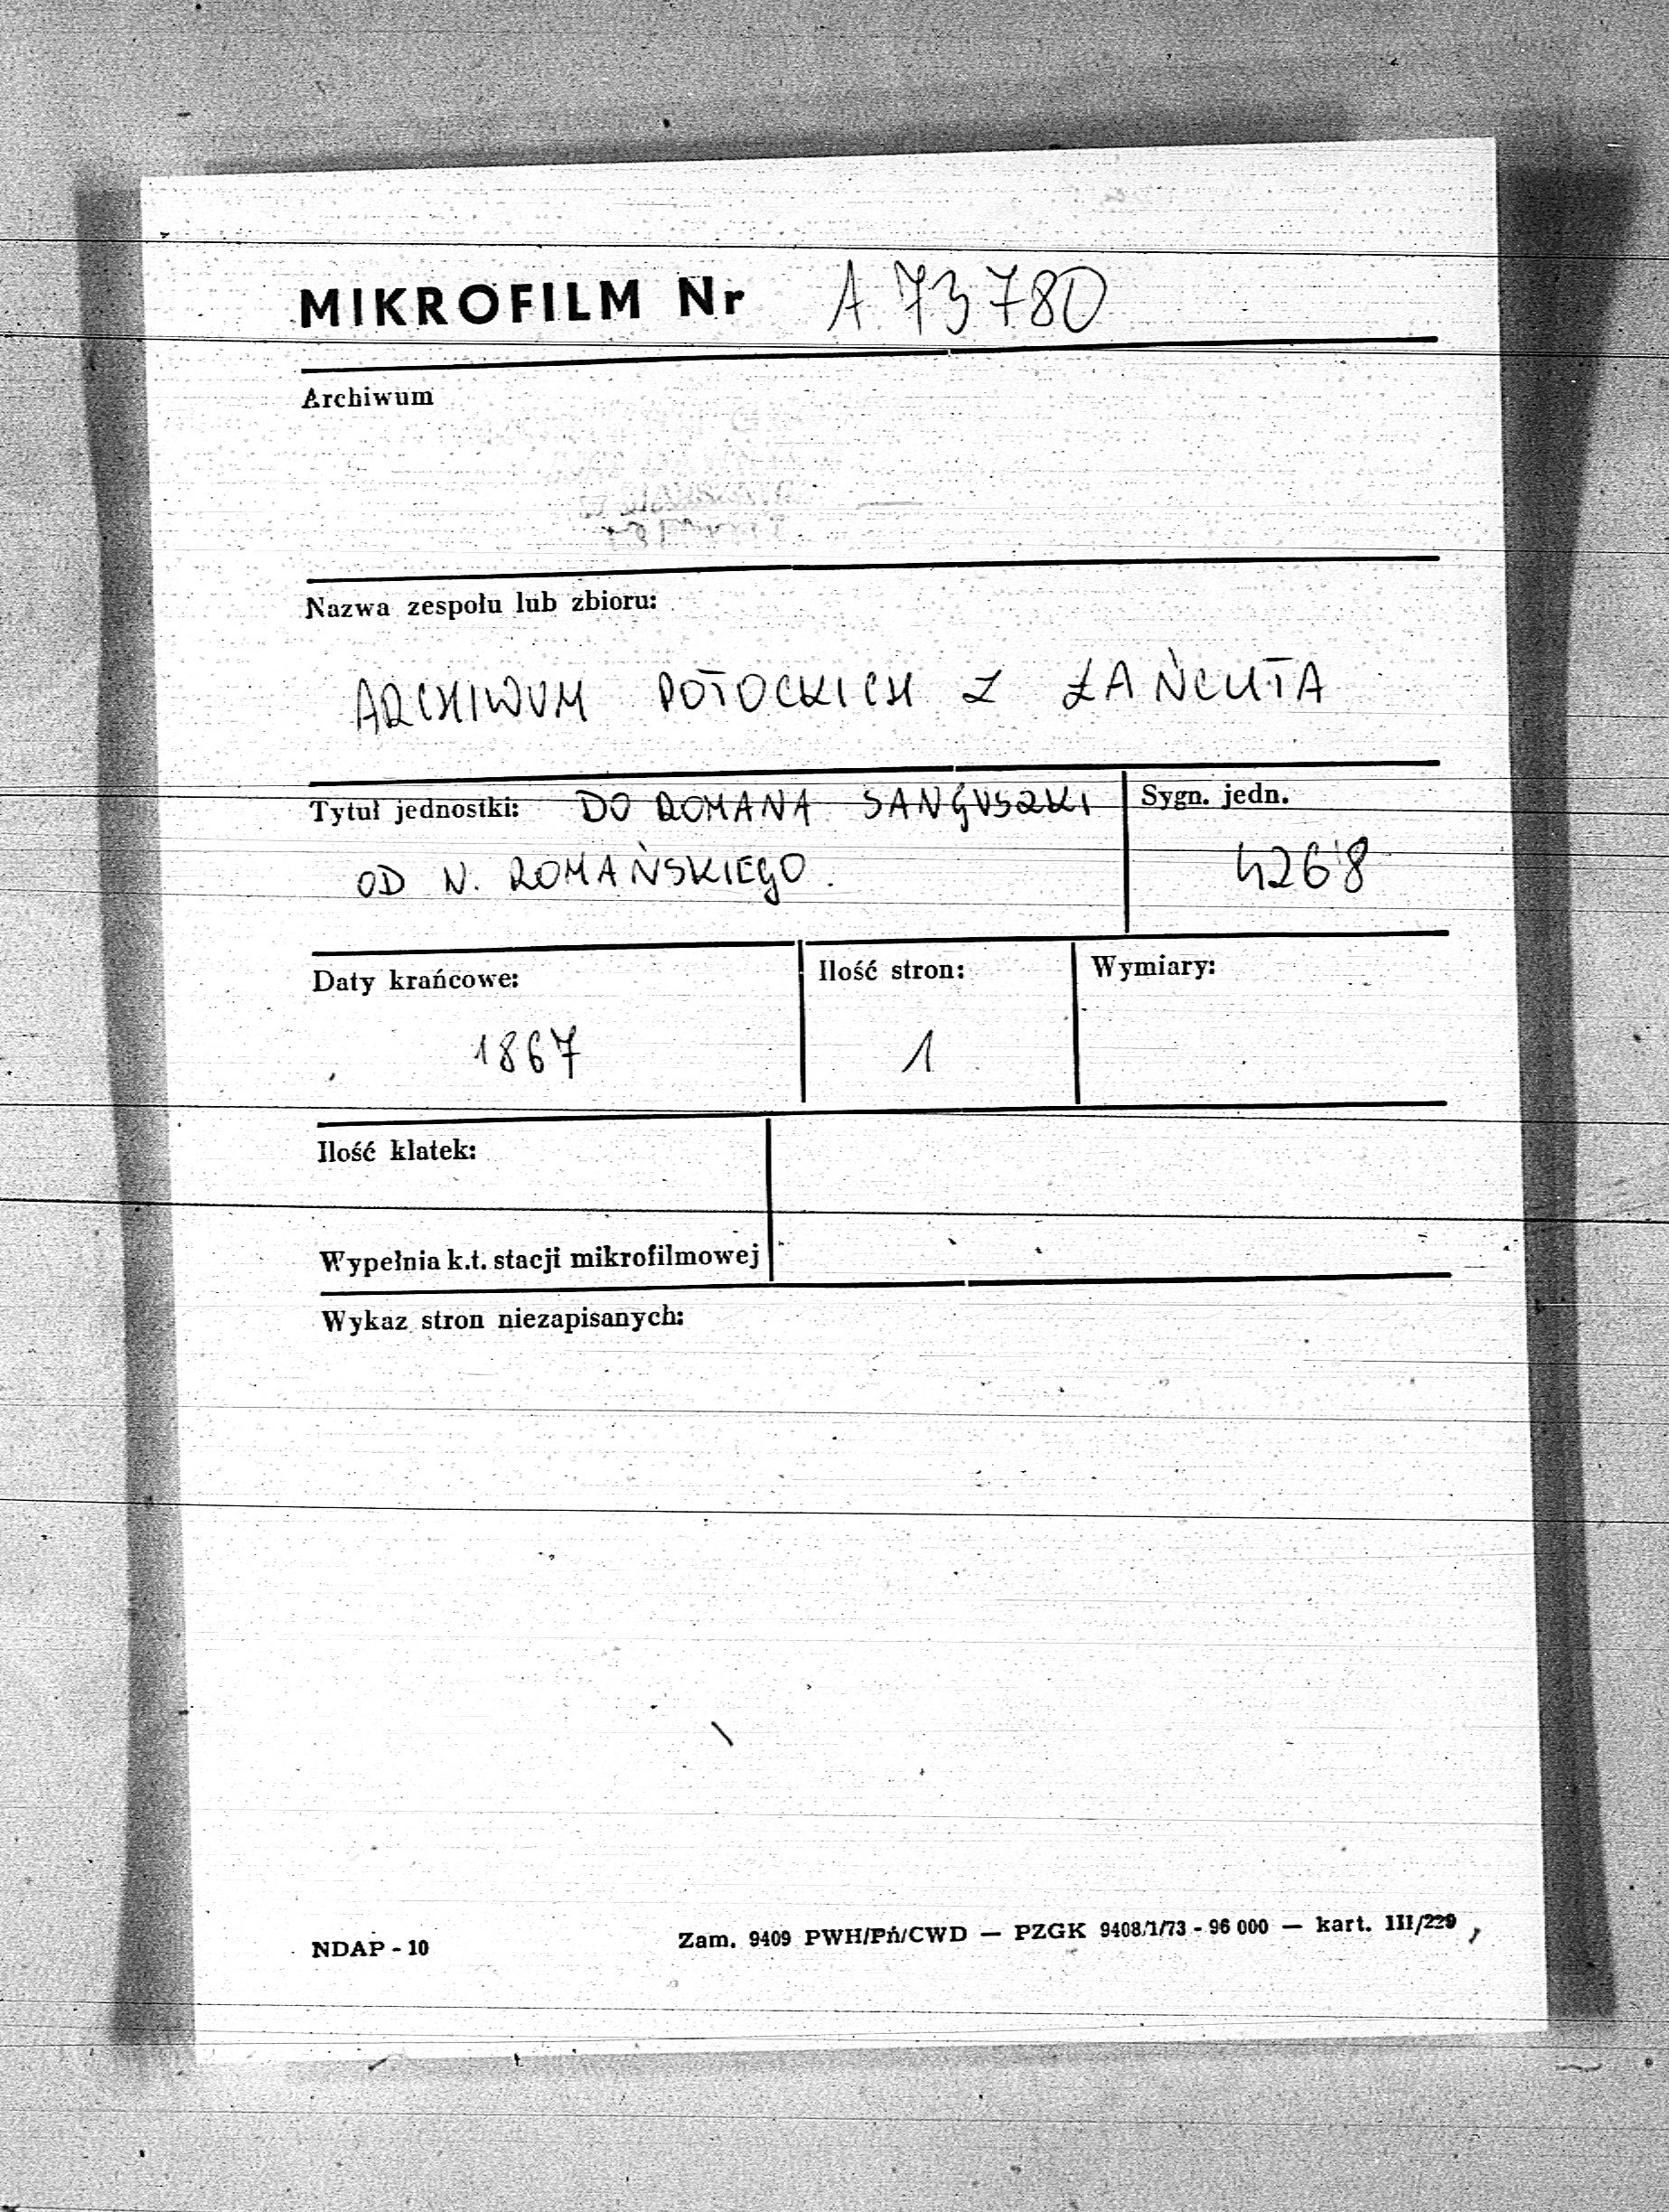 MIKROFILM Nr A 73780
Archiwum
Nazwa zespołu lub zbioru:
ARCHIWUM POTOCKICH Z ŁAŃCUTA
Tytuł jednostki: DO ROMANA SANGUSZKI
OD N. ROMAŃSKIEGO.
Sygn. jedn.
4268
Daty krańcowe:
1867
Ilość stron:
1
Wymiary:
Ilość klatek:
Wypełnia k.t. stacji mikrofilmowej
Wykaz stron niezapisanych:
NDAP - 10
Zam. 9409 PWH/Pń/CWD — PZGK 9408/1/73 - 96 000 — kart. III/229